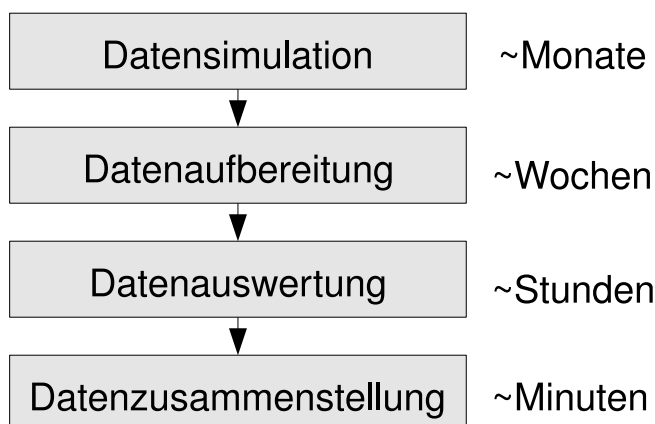 Datensimulation ~Monate
Datenaufbereitung ~Wochen
Datenauswertung ~Stunden
Datenzusammenstellung ~Minuten